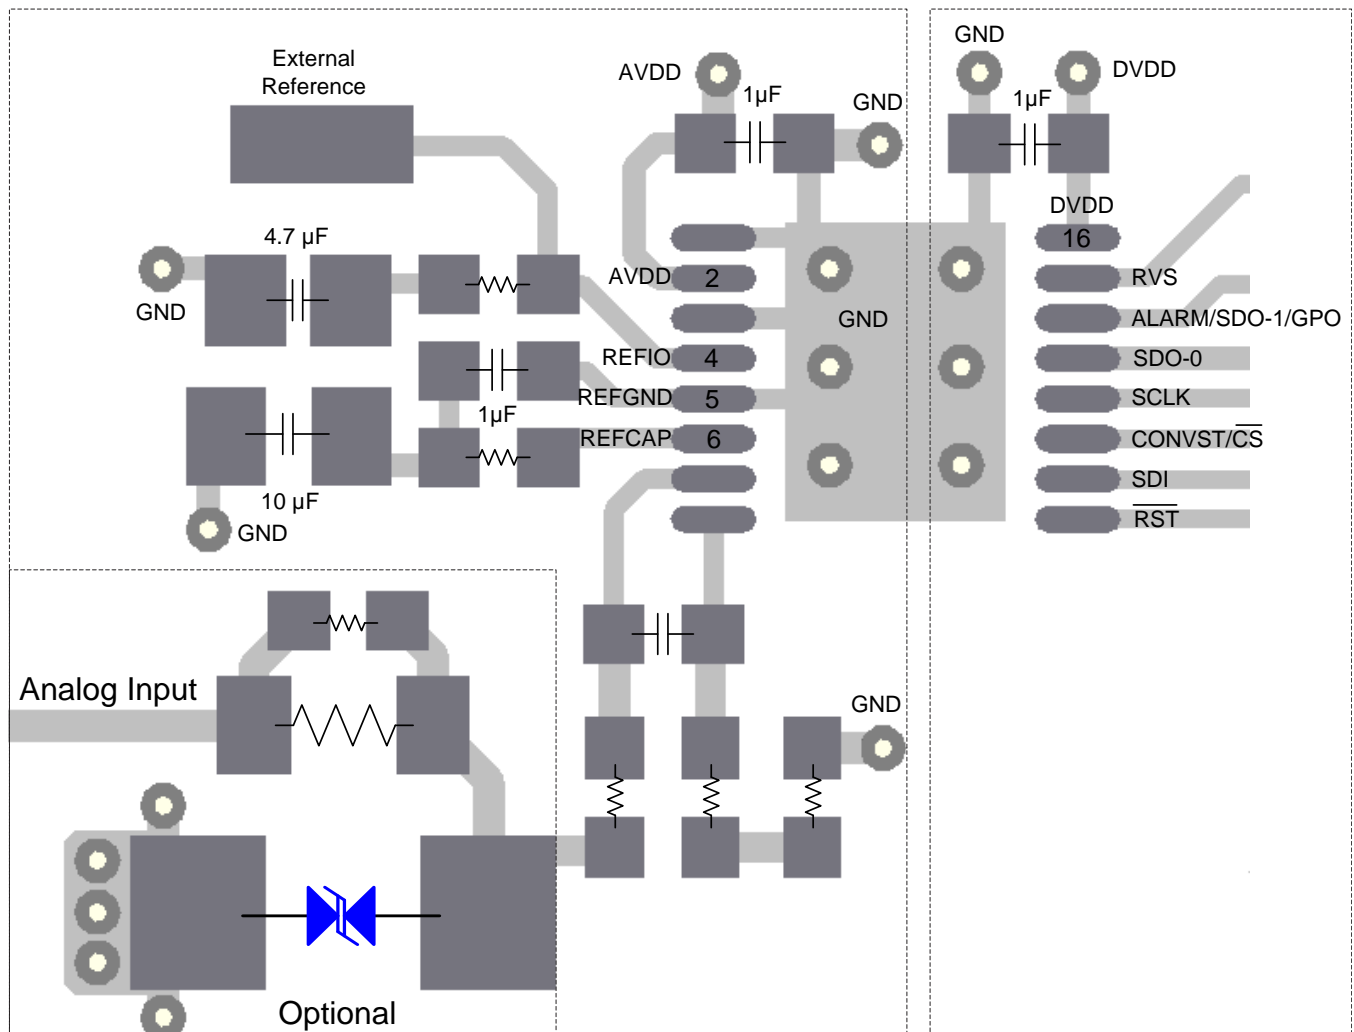 External
Reference
AVDD
1µF
GND
GND
1µF
DVDD
4.7 µF
GND
AVDD
2
GND
REFIO
4
REFGND
5
1µF
REFCAP
6
10 µF
GND
DVDD
16
RVS
ALARM/SDO-1/GPO
SDO-0
SCLK
CONVST/C̅S̅
SDI
R̅S̅T̅
Analog Input
GND
Optional